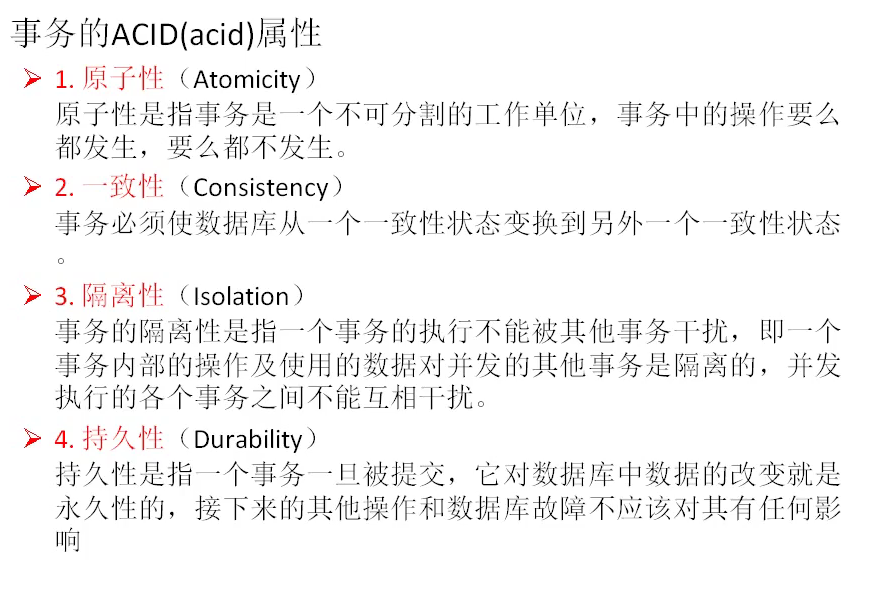 事务的ACID(acid)属性
1. 原子性（Atomicity）
原子性是指事务是一个不可分割的工作单位，事务中的操作要么
都发生，要么都不发生。
2. 一致性（Consistency）
事务必须使数据库从一个一致性状态变换到另外一个一致性状态
。
3. 隔离性（Isolation）
事务的隔离性是指一个事务的执行不能被其他事务干扰，即一个
事务内部的操作及使用的数据对并发的其他事务是隔离的，并发
执行的各个事务之间不能互相干扰。
4. 持久性（Durability）
持久性是指一个事务一旦被提交，它对数据库中数据的改变就是
永久性的，接下来的其他操作和数据库故障不应该对其有任何影
响